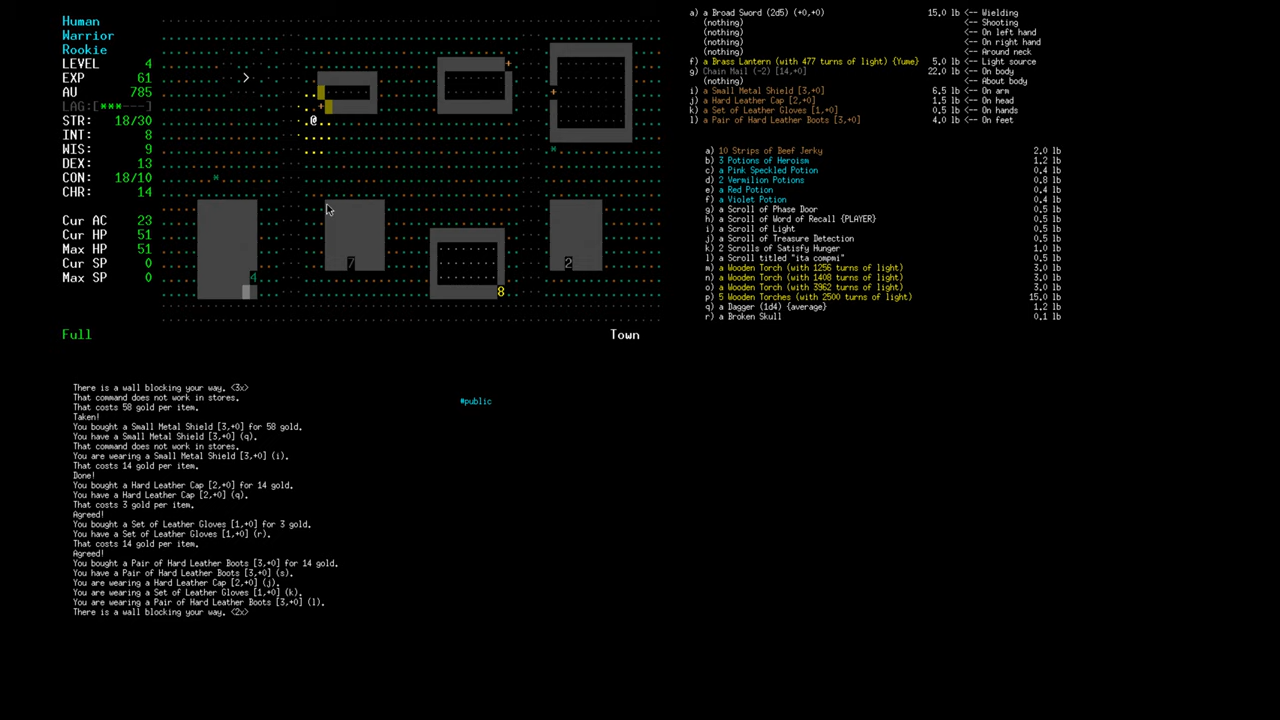 Human
Warrior
Rookie
LEVEL 4
EXP 61
AU 785
LAG:[***---]
STR: 18/30
INT: 8
WIS: 9
DEX: 13
CON: 18/10
CHR: 14
Cur AC 23
Cur HP 51
Max HP 51
Cur SP 0
Max SP 0
Full
Town
>
@
7
4
8
2
a) a Broad Sword (2d5) (+0,+0) 15.0 lb <-- Wielding
(nothing) <-- Shooting
(nothing) <-- On left hand
(nothing) <-- On right hand
(nothing) <-- Around neck
f) a Brass Lantern (with 477 turns of light) {Yume} 5.0 lb <-- Light source
g) Chain Mail (-2) [14,+0] 22.0 lb <-- On body
(nothing) <-- About body
i) a Small Metal Shield [3,+0] 6.5 lb <-- On arm
j) a Hard Leather Cap [2,+0] 1.5 lb <-- On head
k) a Set of Leather Gloves [1,+0] 0.5 lb <-- On hands
l) a Pair of Hard Leather Boots [3,+0] 4.0 lb <-- On feet
a) 10 Strips of Beef Jerky 2.0 lb
b) 3 Potions of Heroism 1.2 lb
c) a Pink Speckled Potion 0.4 lb
d) 2 Vermilion Potions 0.8 lb
e) a Red Potion 0.4 lb
f) a Violet Potion 0.4 lb
g) a Scroll of Phase Door 0.5 lb
h) a Scroll of Word of Recall {PLAYER} 0.5 lb
i) a Scroll of Light 0.5 lb
j) a Scroll of Treasure Detection 0.5 lb
k) 2 Scrolls of Satisfy Hunger 1.0 lb
l) a Scroll titled "ita compmi" 0.5 lb
m) a Wooden Torch (with 1256 turns of light) 3.0 lb
n) a Wooden Torch (with 1408 turns of light) 3.0 lb
o) a Wooden Torch (with 3962 turns of light) 3.0 lb
p) 5 Wooden Torches (with 2500 turns of light) 15.0 lb
q) a Dagger (1d4) {average} 1.2 lb
r) a Broken Skull 0.1 lb
There is a wall blocking your way. <3x>
That command does not work in stores.
That costs 58 gold per item.
Taken!
You bought a Small Metal Shield [3,+0] for 58 gold.
You have a Small Metal Shield [3,+0] (q).
That command does not work in stores.
You are wearing a Small Metal Shield [3,+0] (i).
That costs 14 gold per item.
Done!
You bought a Hard Leather Cap [2,+0] for 14 gold.
You have a Hard Leather Cap [2,+0] (q).
That costs 3 gold per item.
Agreed!
You bought a Set of Leather Gloves [1,+0] for 3 gold.
You have a Set of Leather Gloves [1,+0] (r).
That costs 14 gold per item.
Agreed!
You bought a Pair of Hard Leather Boots [3,+0] for 14 gold.
You have a Pair of Hard Leather Boots [3,+0] (s).
You are wearing a Hard Leather Cap [2,+0] (j).
You are wearing a Set of Leather Gloves [1,+0] (k).
You are wearing a Pair of Hard Leather Boots [3,+0] (l).
There is a wall blocking your way. <2x>
#public